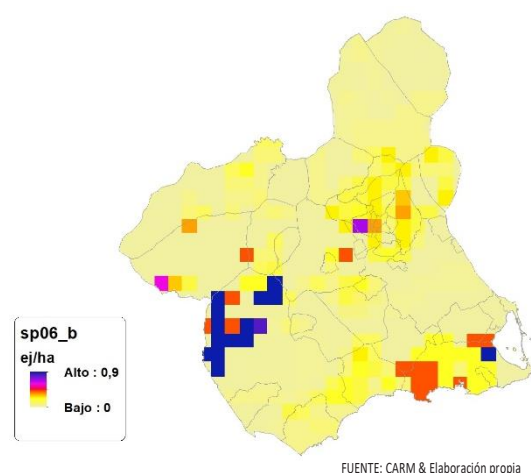 sp06_b
ej/ha
Alto : 0,9
Bajo : 0
FUENTE: CARM & Elaboración propia